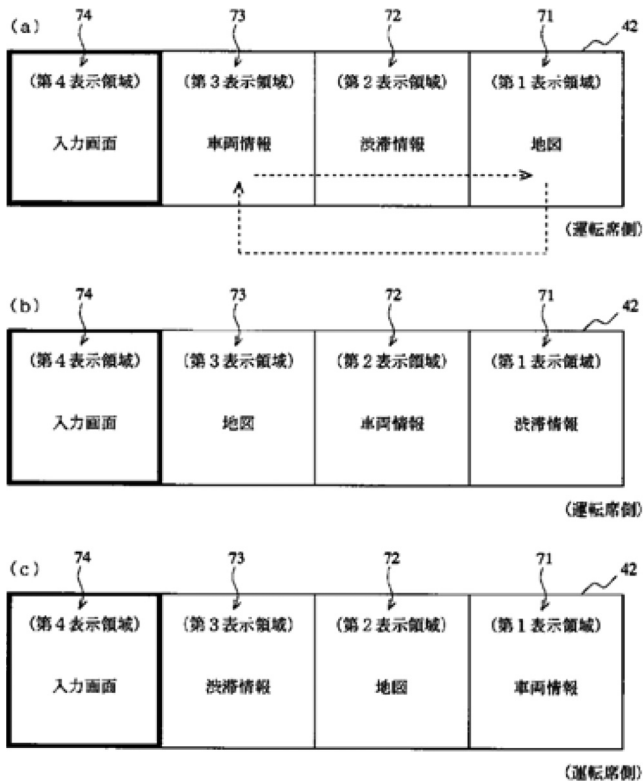 (a)
74 73 72 71 42
(第4表示領域) (第3表示領域) (第2表示領域) (第1表示領域)
入力画面 車両情報 渋滞情報 地図
(運転席側)
(b)
74 73 72 71 42
(第4表示領域) (第3表示領域) (第2表示領域) (第1表示領域)
入力画面 地図 車両情報 渋滞情報
(運転席側)
(c)
74 73 72 71 42
(第4表示領域) (第3表示領域) (第2表示領域) (第1表示領域)
入力画面 渋滞情報 地図 車両情報
(運転席側)